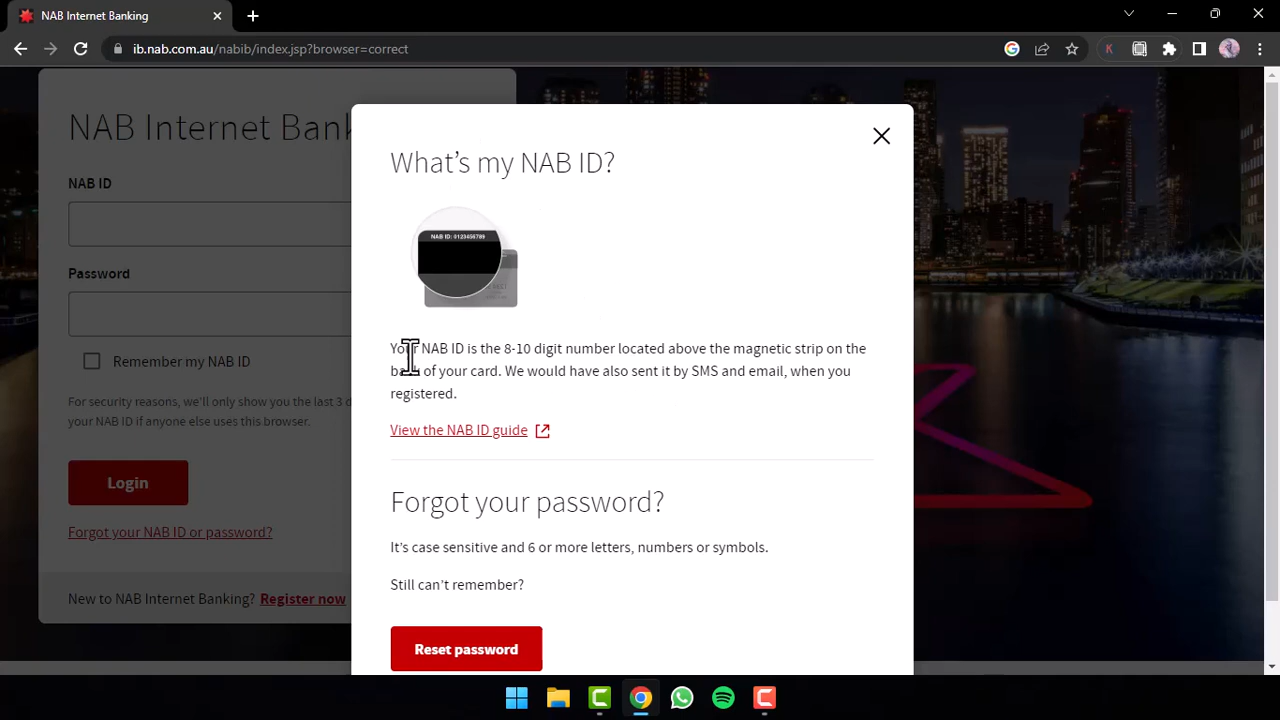 NAB Internet Banking
ib.nab.com.au/nabib/index.jsp?browser=correct
NAB Internet Bank
NAB ID
Password
Remember my NAB ID
For security reasons, we'll only show you the last 3 d
your NAB ID if anyone else uses this browser.
Login
Forgot your NAB ID or password?
New to NAB Internet Banking? Register now
What's my NAB ID?
NAB ID: 0123456789
Your NAB ID is the 8-10 digit number located above the magnetic strip on the
back of your card. We would have also sent it by SMS and email, when you
registered.
View the NAB ID guide
Forgot your password?
It's case sensitive and 6 or more letters, numbers or symbols.
Still can't remember?
Reset password